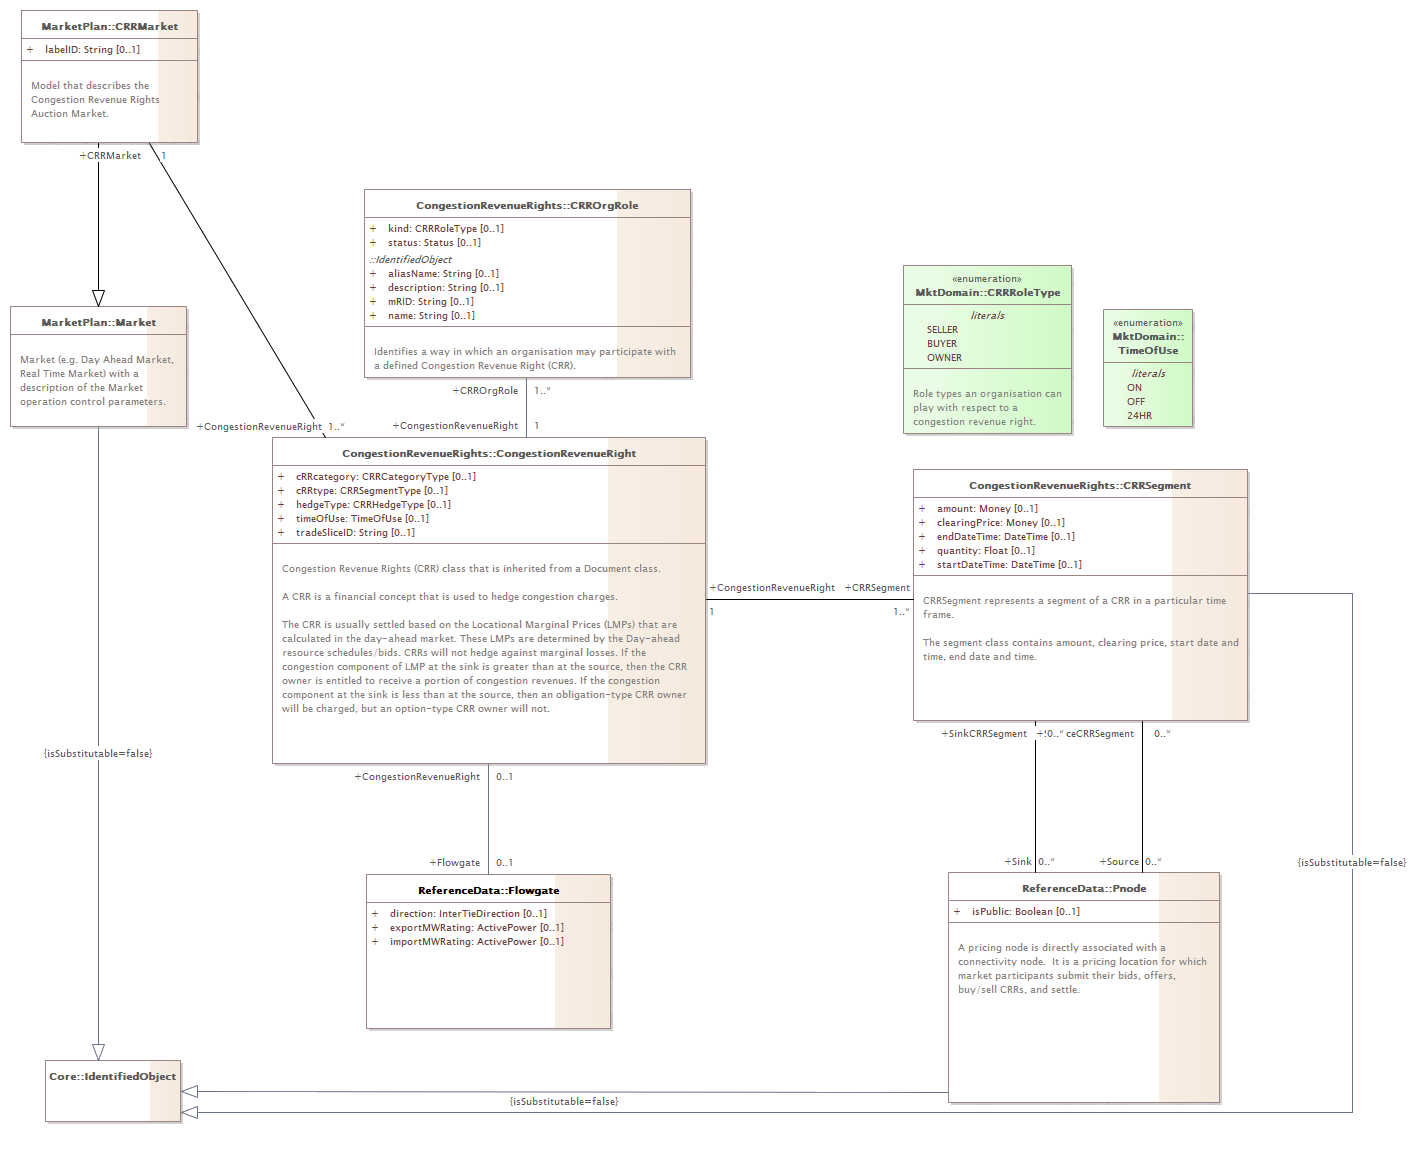 MarketPlan::CRRMarket
+ labelID: String [0..1]
Model that describes the
Congestion Revenue Rights
Auction Market.
+CRRMarket 1
CongestionRevenueRights::CRROrgRole
+ kind: CRRRoleType [0..1]
+ status: Status [0..1]
::IdentifiedObject
+ aliasName: String [0..1]
+ description: String [0..1]
+ mRID: String [0..1]
+ name: String [0..1]
Identifies a way in which an organisation may participate with
a defined Congestion Revenue Right (CRR).
+CRROrgRole 1..*
«enumeration»
MktDomain::CRRRoleType
literals
SELLER
BUYER
OWNER
Role types an organisation can
play with respect to a
congestion revenue right.
«enumeration»
MktDomain::
TimeOfUse
literals
ON
OFF
24HR
MarketPlan::Market
Market (e.g. Day Ahead Market,
Real Time Market) with a
description of the Market
operation control parameters.
+CongestionRevenueRight 1..*
+CongestionRevenueRight 1
CongestionRevenueRights::CongestionRevenueRight
+ cRRcategory: CRRCategoryType [0..1]
+ cRRtype: CRRSegmentType [0..1]
+ hedgeType: CRRHedgeType [0..1]
+ timeOfUse: TimeOfUse [0..1]
+ tradeSliceID: String [0..1]
Congestion Revenue Rights (CRR) class that is inherited from a Document class.
A CRR is a financial concept that is used to hedge congestion charges.
The CRR is usually settled based on the Locational Marginal Prices (LMPs) that are
calculated in the day-ahead market. These LMPs are determined by the Day-ahead
resource schedules/bids. CRRs will not hedge against marginal losses. If the
congestion component of LMP at the sink is greater than at the source, then the CRR
owner is entitled to receive a portion of congestion revenues. If the congestion
component at the sink is less than at the source, then an obligation-type CRR owner
will be charged, but an option-type CRR owner will not.
CongestionRevenueRights::CRRSegment
+ amount: Money [0..1]
+ clearingPrice: Money [0..1]
+ endDateTime: DateTime [0..1]
+ quantity: Float [0..1]
+ startDateTime: DateTime [0..1]
CRRSegment represents a segment of a CRR in a particular time
frame.
The segment class contains amount, clearing price, start date and
time, end date and time.
+CongestionRevenueRight +CRRSegment
1 1..*
+SinkCRRSegment 0..* ceCRRSegment 0..*
{isSubstitutable=false}
+CongestionRevenueRight 0..1
+Flowgate 0..1
+Sink 0..* +Source 0..*
{isSubstitutable=false}
ReferenceData::Flowgate
+ direction: InterTieDirection [0..1]
+ exportMWRating: ActivePower [0..1]
+ importMWRating: ActivePower [0..1]
ReferenceData::Pnode
+ isPublic: Boolean [0..1]
A pricing node is directly associated with a
connectivity node. It is a pricing location for which
market participants submit their bids, offers,
buy/sell CRRs, and settle.
Core::IdentifiedObject
{isSubstitutable=false}